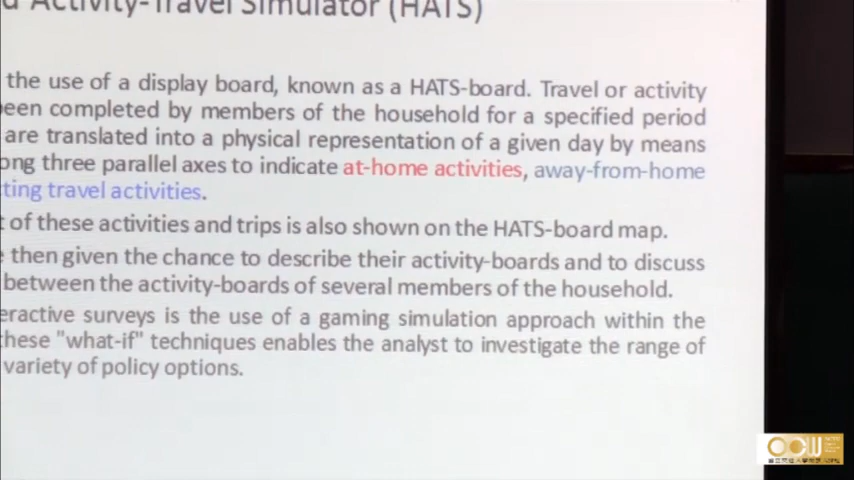 Activity-Travel Simulator (HATS)
the use of a display board, known as a HATS-board. Travel or activity
been completed by members of the household for a specified period
are translated into a physical representation of a given day by means
ong three parallel axes to indicate at-home activities, away-from-home
ting travel activities.
of these activities and trips is also shown on the HATS-board map.
then given the chance to describe their activity-boards and to discuss
between the activity-boards of several members of the household.
eractive surveys is the use of a gaming simulation approach within the
these "what-if" techniques enables the analyst to investigate the range of
variety of policy options.
OCW